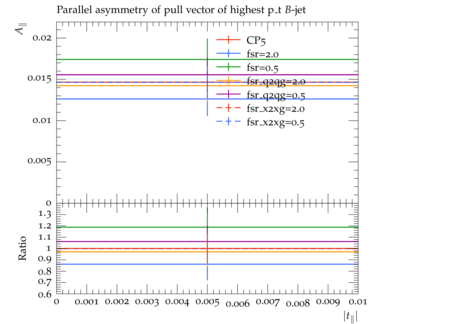 Parallel asymmetry of pull vector of highest p_t B-jet
A∥
0.02
0.015
0.01
0.005
0
CP5
fsr=2.0
fsr=0.5
fsr_q2qg=2.0
fsr_q2qg=0.5
fsr_x2xg=2.0
fsr_x2xg=0.5
Ratio
1.3
1.2
1.1
1
0.9
0.8
0.7
0.6
0 0.001 0.002 0.003 0.004 0.005 0.006 0.007 0.008 0.009 0.01
|t∥|